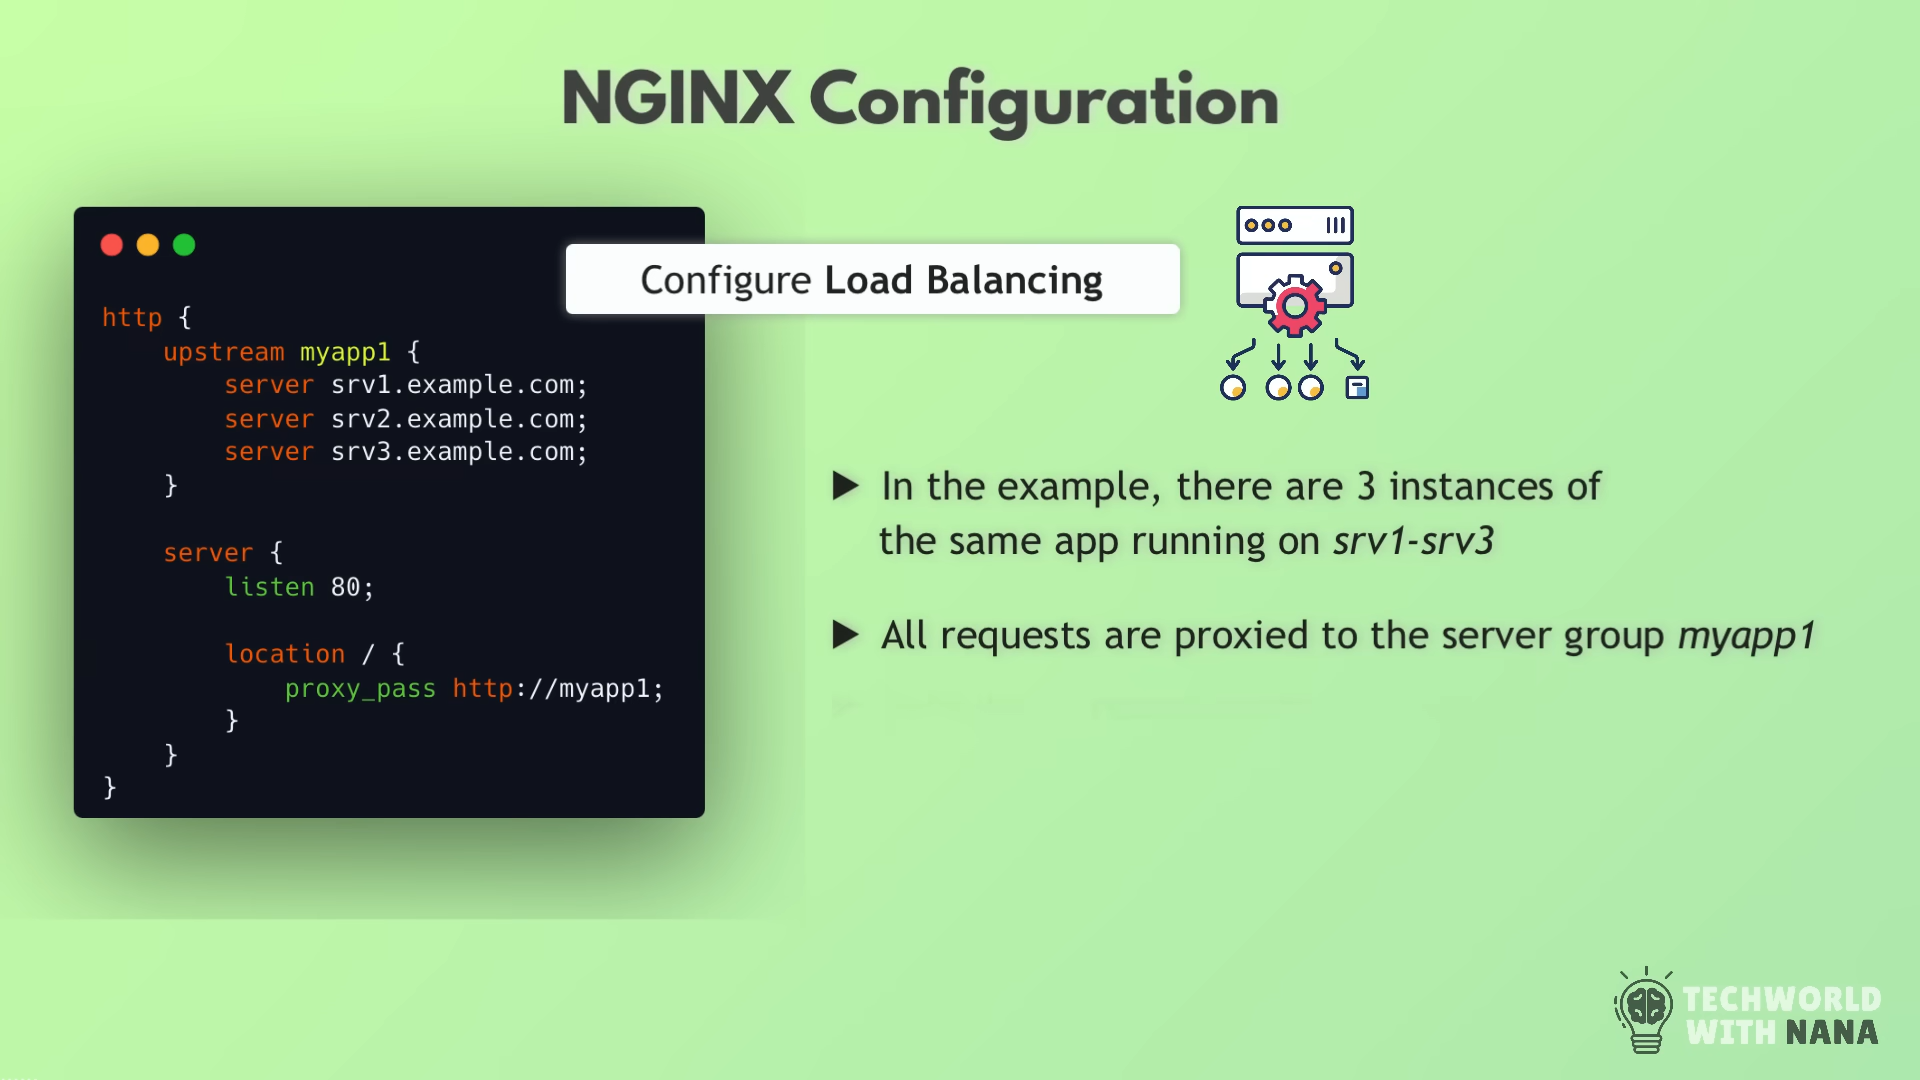 NGINX Configuration
Configure Load Balancing
http {
    upstream myapp1 {
        server srv1.example.com;
        server srv2.example.com;
        server srv3.example.com;
    }

    server {
        listen 80;

        location / {
            proxy_pass http://myapp1;
        }
    }
}
▶ In the example, there are 3 instances of
the same app running on srv1-srv3
▶ All requests are proxied to the server group myapp1
TECHWORLD
WITH NANA